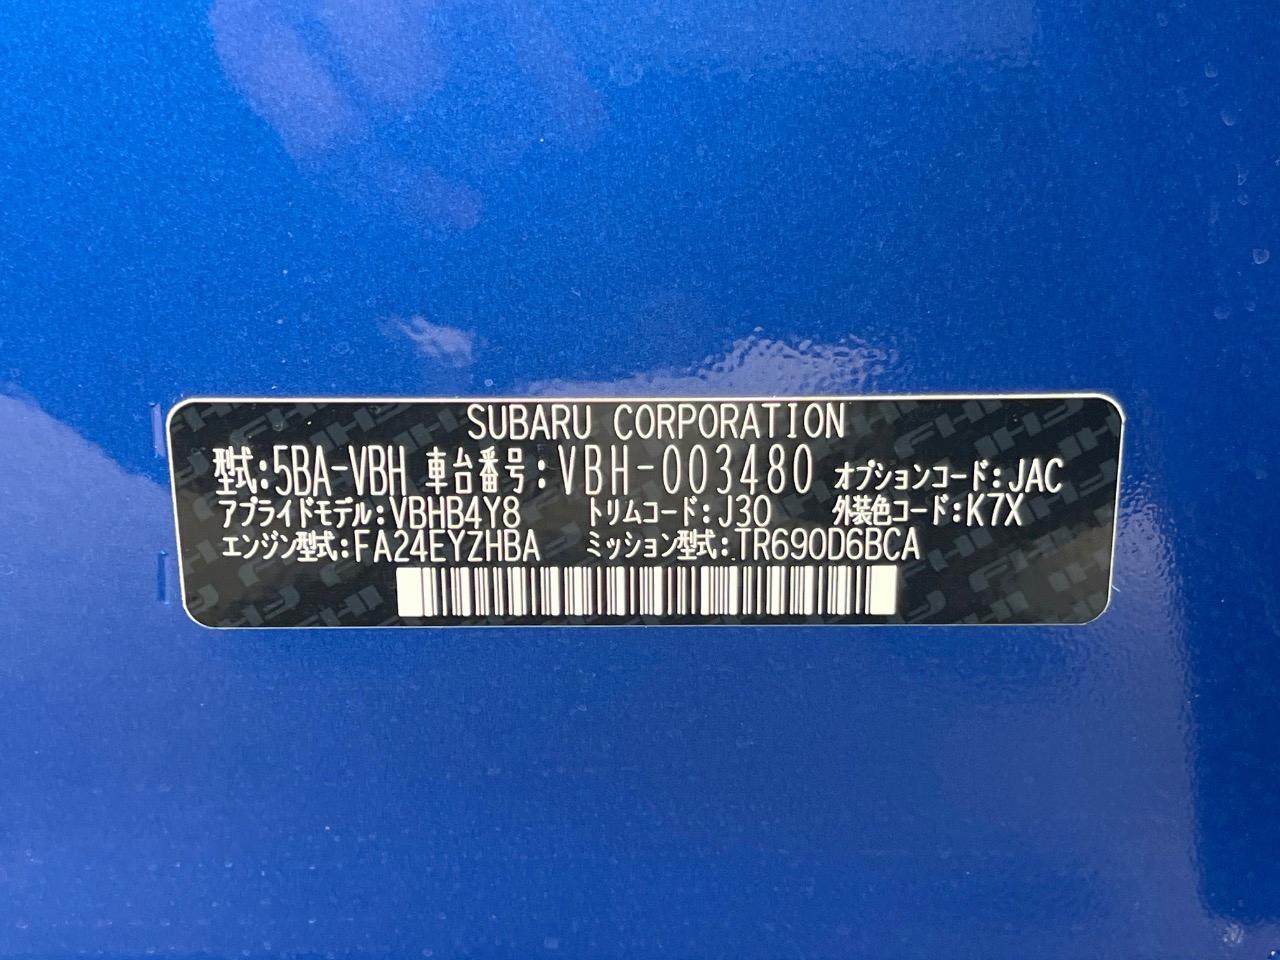 SUBARU CORPORATION
型式:5BA-VBH 車台番号:VBH-003480 オプションコード:JAC
アプライドモデル:VBHB4Y8 トリムコード:J30 外装色コード:K7X
エンジン型式:FA24EYZHBA ミッション型式:TR690D6BCA